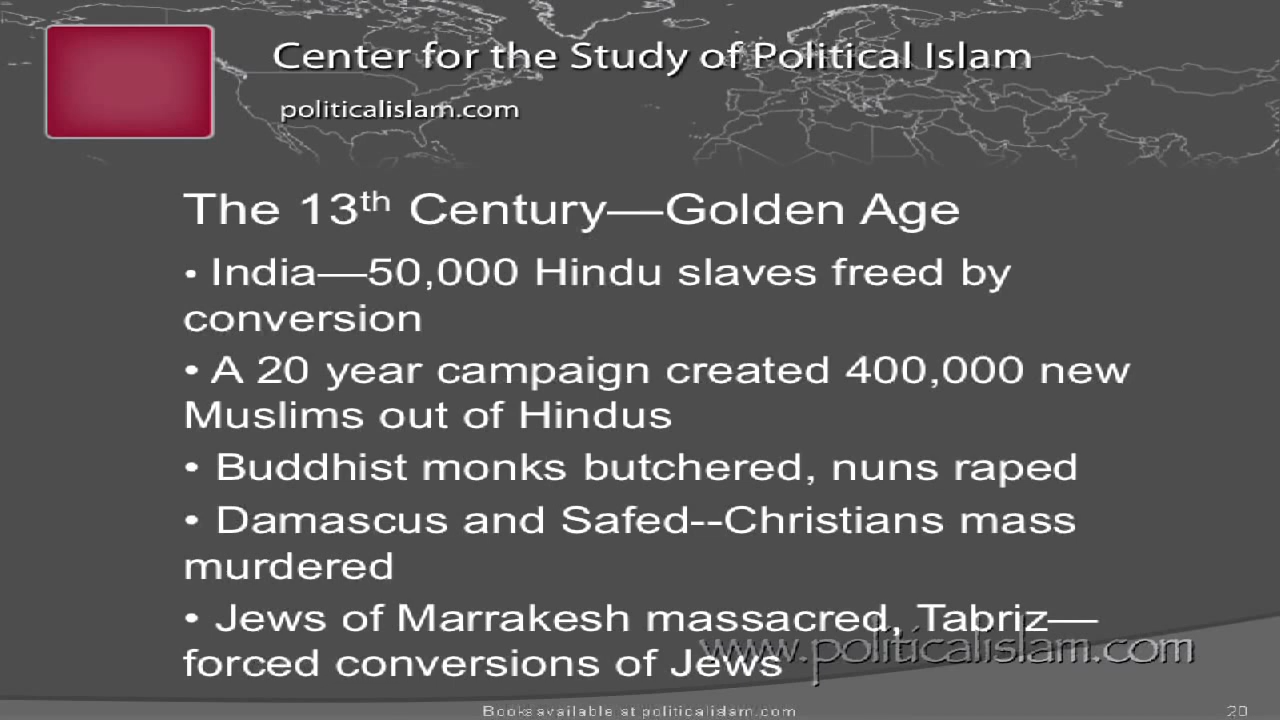 Center for the Study of Political Islam
politicalislam.com
The 13th Century—Golden Age
• India—50,000 Hindu slaves freed by
conversion
• A 20 year campaign created 400,000 new
Muslims out of Hindus
• Buddhist monks butchered, nuns raped
• Damascus and Safed--Christians mass
murdered
• Jews of Marrakesh massacred, Tabriz—
forced conversions of Jews
www.politicalislam.com
Books available at politicalislam.com
20